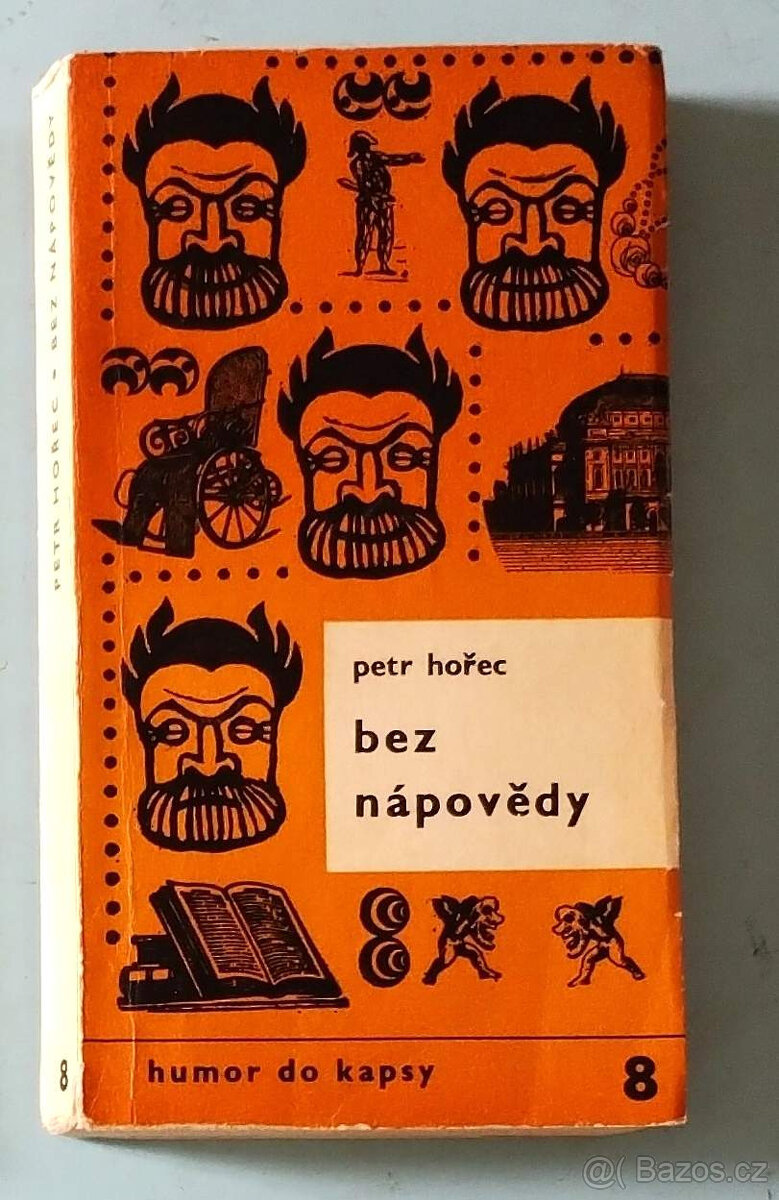 PETR HOŘEC • BEZ NÁPOVĚDY
8
petr hořec
bez
nápovědy
humor do kapsy 8
@( Bazos.cz